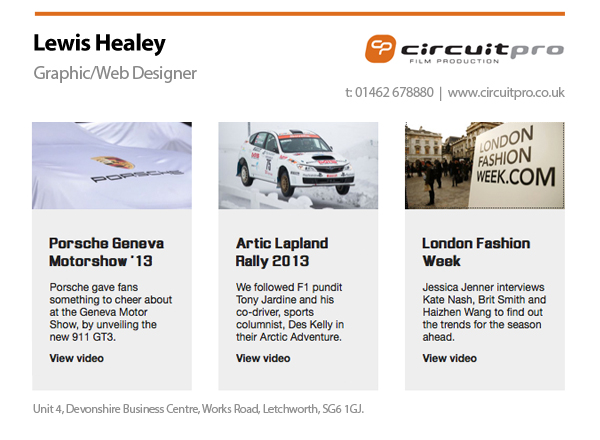 Lewis Healey
Graphic/Web Designer
cp circuitpro
FILM PRODUCTION
t: 01462 678880 | www.circuitpro.co.uk
PORSCHE
LONDON
FASHION
WEEK.COM
Porsche Geneva
Motorshow '13
Porsche gave fans
something to cheer about
at the Geneva Motor
Show, by unveiling the
new 911 GT3.
View video
Artic Lapland
Rally 2013
We followed F1 pundit
Tony Jardine and his
co-driver, sports
columnist, Des Kelly in
their Arctic Adventure.
View video
London Fashion
Week
Jessica Jenner interviews
Kate Nash, Brit Smith and
Haizhen Wang to find out
the trends for the season
ahead.
View video
Unit 4, Devonshire Business Centre, Works Road, Letchworth, SG6 1GJ.